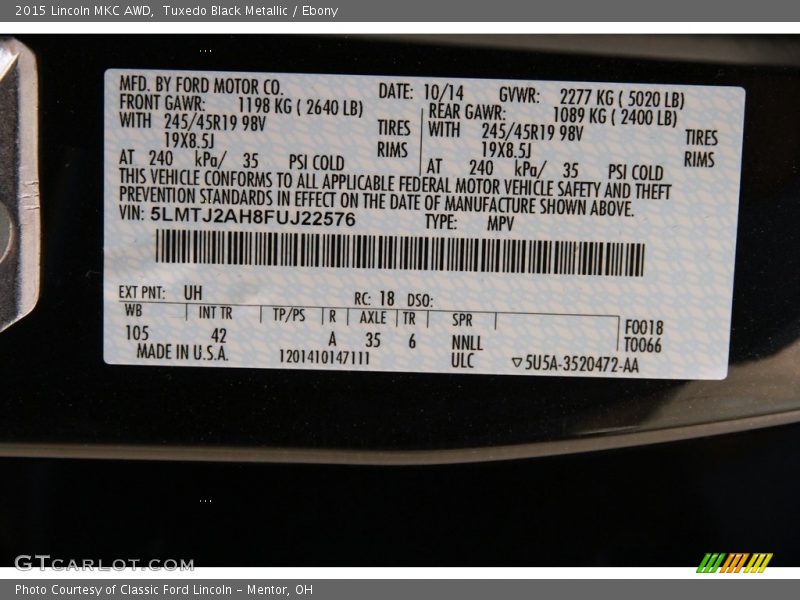 2015 Lincoln MKC AWD, Tuxedo Black Metallic / Ebony
MFD. BY FORD MOTOR CO. DATE: 10/14 GVWR: 2277 KG ( 5020 LB)
FRONT GAWR: 1198 KG ( 2640 LB) REAR GAWR: 1089 KG ( 2400 LB)
WITH 245/45R19 98V TIRES WITH 245/45R19 98V TIRES
19X8.5J RIMS 19X8.5J RIMS
AT 240 kPa/ 35 PSI COLD AT 240 kPa/ 35 PSI COLD
THIS VEHICLE CONFORMS TO ALL APPLICABLE FEDERAL MOTOR VEHICLE SAFETY AND THEFT
PREVENTION STANDARDS IN EFFECT ON THE DATE OF MANUFACTURE SHOWN ABOVE.
VIN: 5LMTJ2AH8FUJ22576 TYPE: MPV
EXT PNT: UH RC: 18 DSO:
WB INT TR TP/PS R AXLE TR SPR F0018
105 42 A 35 6 NNLL T0066
MADE IN U.S.A. 1201410147111 ULC ▽5U5A-3520472-AA
GTCARLOT.COM
Photo Courtesy of Classic Ford Lincoln – Mentor, OH